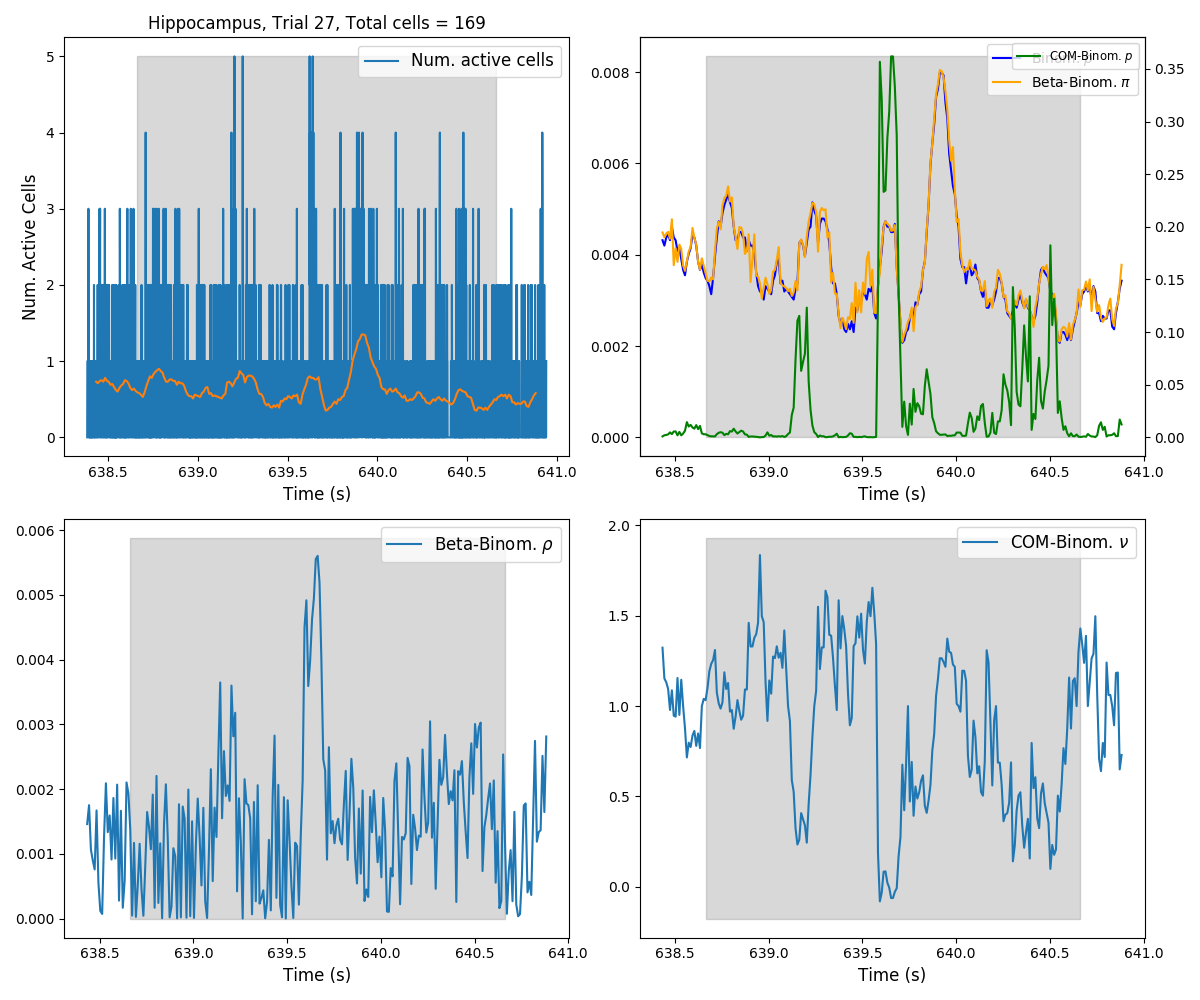 Hippocampus, Trial 27, Total cells = 169
Num. active cells
Num. Active Cells
5
4
3
2
1
0
638.5 639.0 639.5 640.0 640.5 641.0
Time (s)
COM-Binom. p
Beta-Binom. π
0.008
0.006
0.004
0.002
0.000
0.35
0.30
0.25
0.20
0.15
0.10
0.05
0.00
638.5 639.0 639.5 640.0 640.5 641.0
Time (s)
Beta-Binom. ρ
0.006
0.005
0.004
0.003
0.002
0.001
0.000
638.5 639.0 639.5 640.0 640.5 641.0
Time (s)
COM-Binom. ν
2.0
1.5
1.0
0.5
0.0
638.5 639.0 639.5 640.0 640.5 641.0
Time (s)